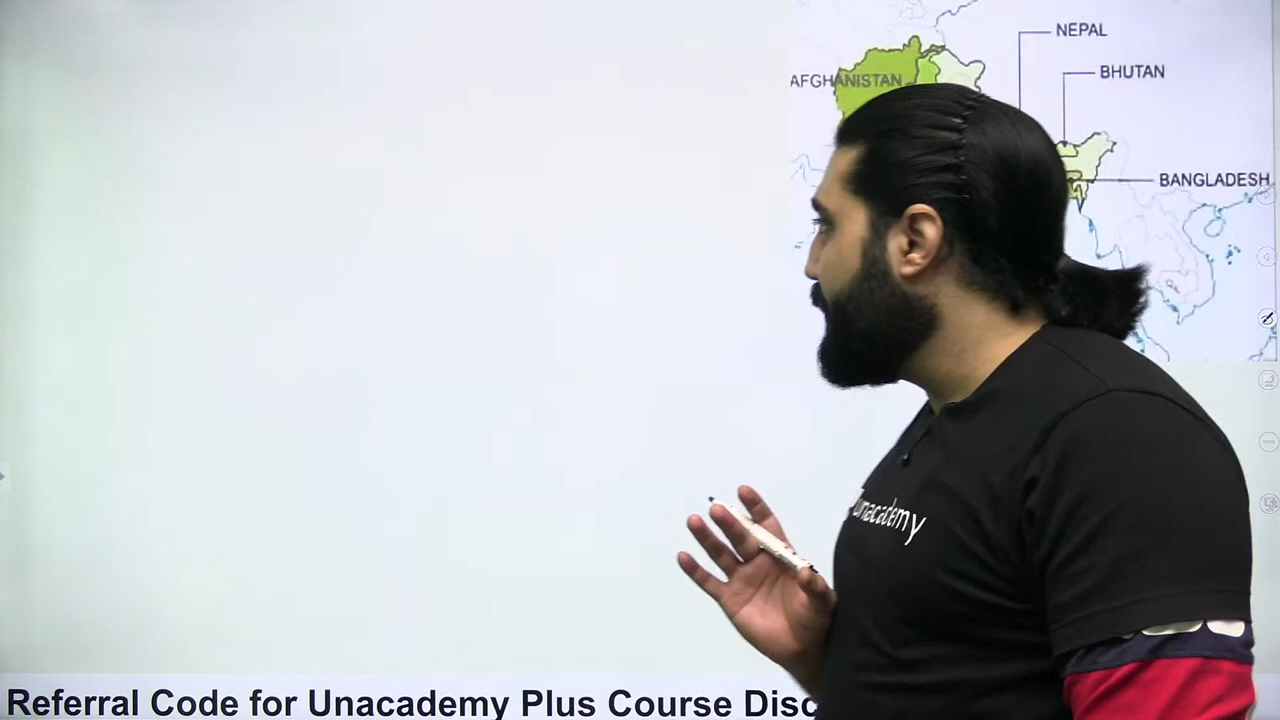 NEPAL
BHUTAN
AFGHANISTAN
BANGLADESH
unacademy
Referral Code for Unacademy Plus Course Disc